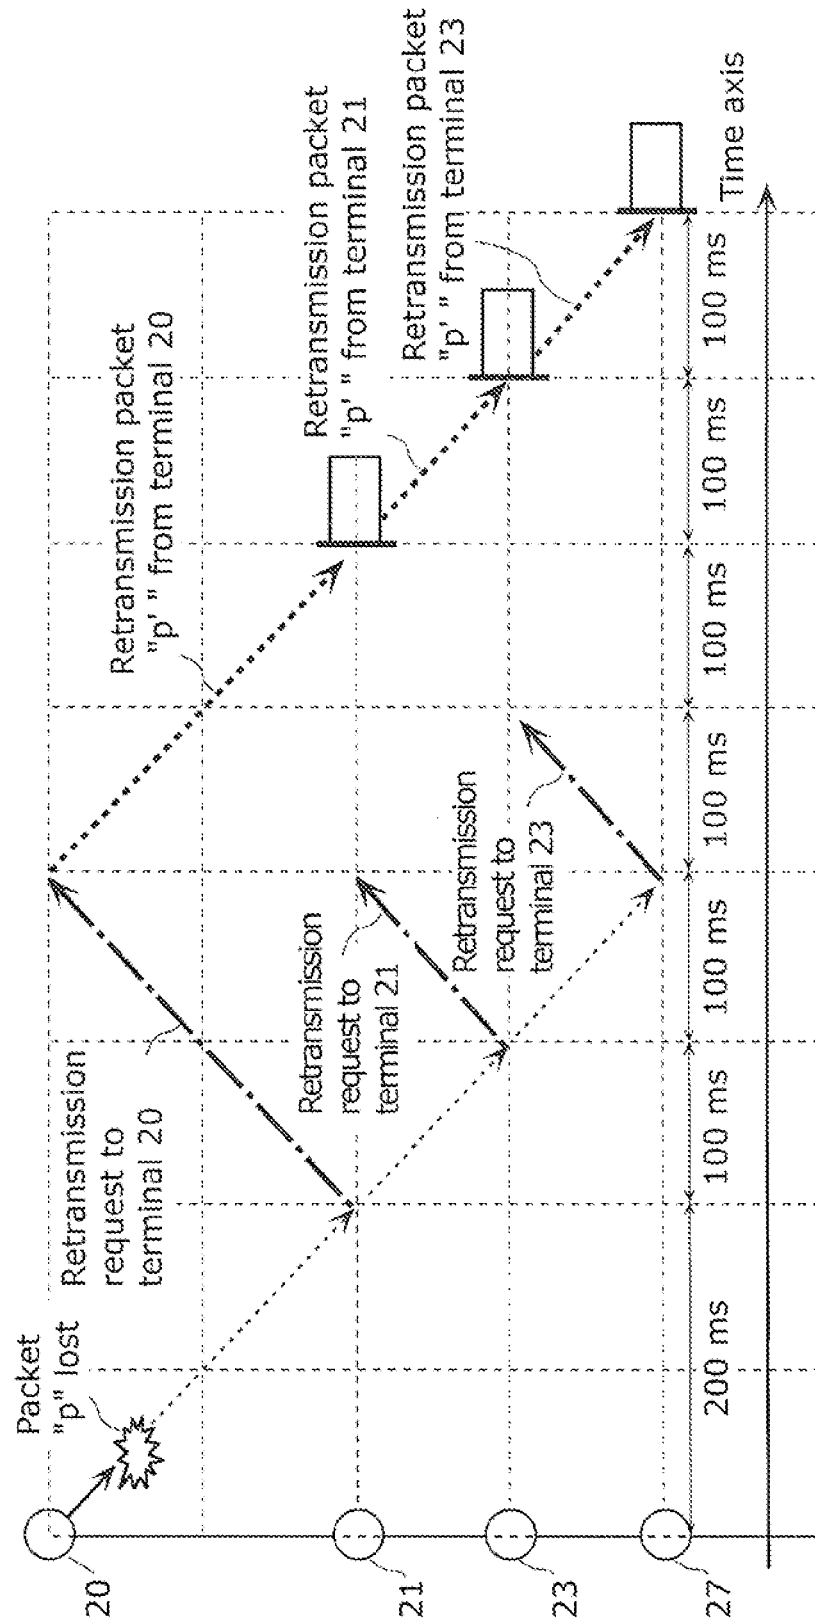 Packet
"p" lost
Retransmission
request to
terminal 20
Retransmission packet
"p' " from terminal 20
Retransmission
request to
terminal 21
Retransmission packet
"p' " from terminal 21
Retransmission
request to
terminal 23
Retransmission packet
"p' " from terminal 23
20
21
23
27
200 ms
100 ms
100 ms
100 ms
100 ms
100 ms
100 ms
Time axis